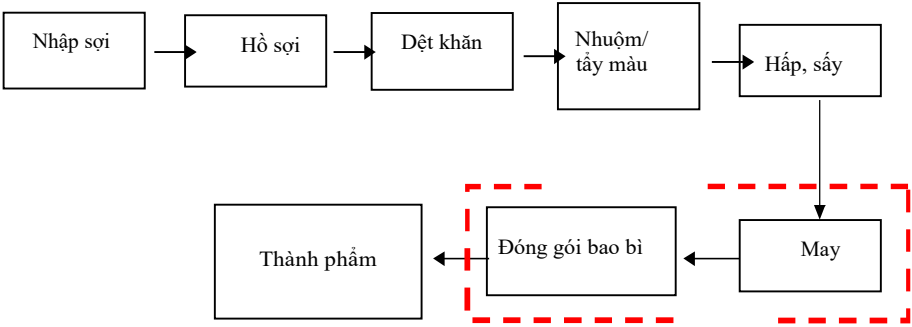 Nhập sợi
Hồ sợi
Dệt khăn
Nhuộm/
tẩy màu
Hấp, sấy
May
Đóng gói bao bì
Thành phẩm